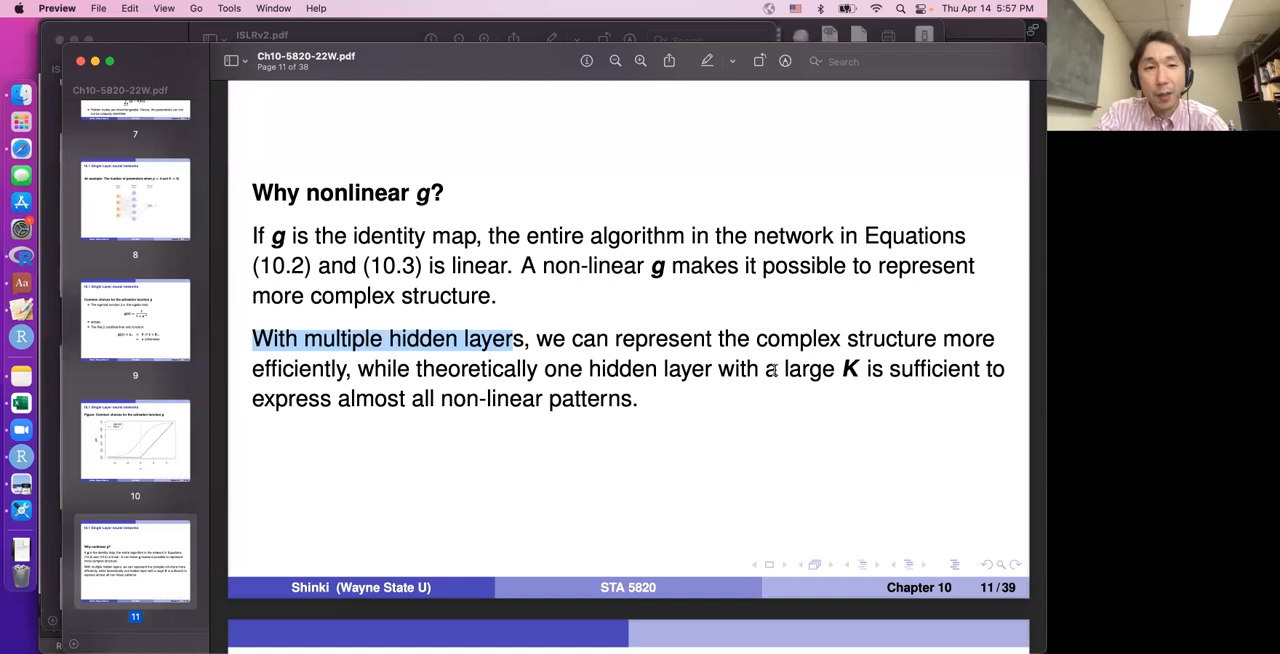 Preview File Edit View Go Tools Window Help
Thu Apr 14 5:57 PM
ISLRv2.pdf
Ch10-5820-22W.pdf
Page 11 of 38
Search
Ch10-5820-22W.pdf
7
8
9
10
11
Why nonlinear g?
If g is the identity map, the entire algorithm in the network in Equations
(10.2) and (10.3) is linear. A non-linear g makes it possible to represent
more complex structure.
With multiple hidden layers, we can represent the complex structure more
efficiently, while theoretically one hidden layer with a large K is sufficient to
express almost all non-linear patterns.
Shinki (Wayne State U) STA 5820 Chapter 10 11/39